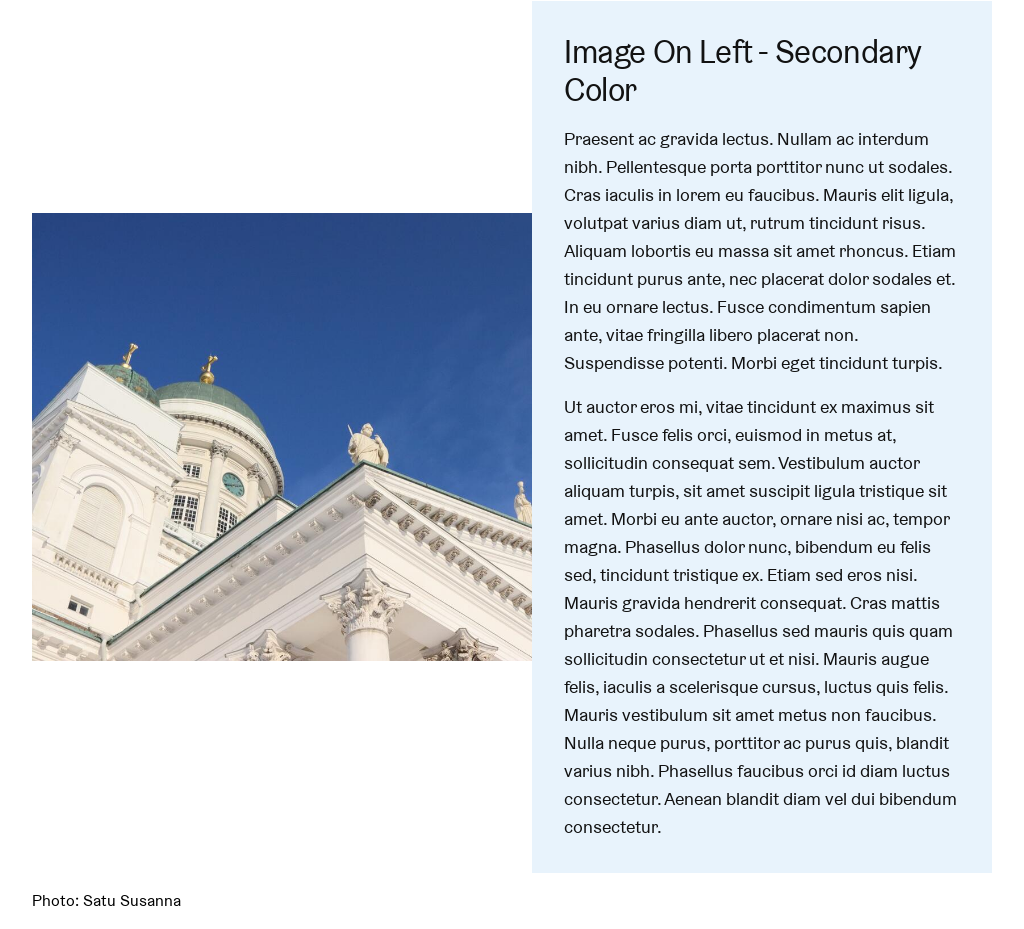 Image On Left - Secondary
Color
Praesent ac gravida lectus. Nullam ac interdum
nibh. Pellentesque porta porttitor nunc ut sodales.
Cras iaculis in lorem eu faucibus. Mauris elit ligula,
volutpat varius diam ut, rutrum tincidunt risus.
Aliquam lobortis eu massa sit amet rhoncus. Etiam
tincidunt purus ante, nec placerat dolor sodales et.
In eu ornare lectus. Fusce condimentum sapien
ante, vitae fringilla libero placerat non.
Suspendisse potenti. Morbi eget tincidunt turpis.
Ut auctor eros mi, vitae tincidunt ex maximus sit
amet. Fusce felis orci, euismod in metus at,
sollicitudin consequat sem. Vestibulum auctor
aliquam turpis, sit amet suscipit ligula tristique sit
amet. Morbi eu ante auctor, ornare nisi ac, tempor
magna. Phasellus dolor nunc, bibendum eu felis
sed, tincidunt tristique ex. Etiam sed eros nisi.
Mauris gravida hendrerit consequat. Cras mattis
pharetra sodales. Phasellus sed mauris quis quam
sollicitudin consectetur ut et nisi. Mauris augue
felis, iaculis a scelerisque cursus, luctus quis felis.
Mauris vestibulum sit amet metus non faucibus.
Nulla neque purus, porttitor ac purus quis, blandit
varius nibh. Phasellus faucibus orci id diam luctus
consectetur. Aenean blandit diam vel dui bibendum
consectetur.
Photo: Satu Susanna